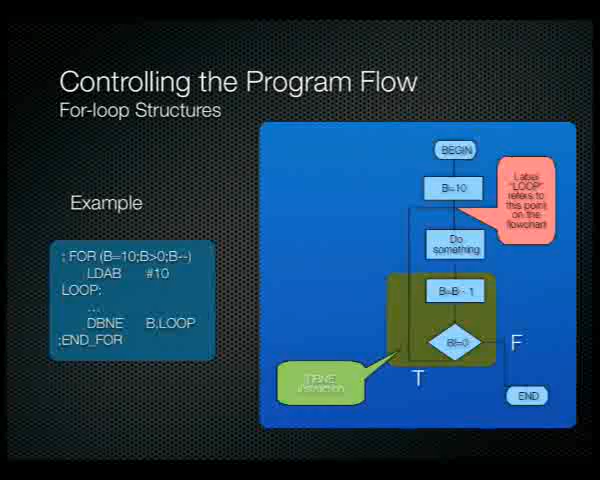 Controlling the Program Flow
For-loop Structures
Example
; FOR (B=10;B>0;B--)
LDAB #10
LOOP:
...
DBNE B,LOOP
;END_FOR
BEGIN
B=10
Label
"LOOP"
refers to
this point
on the
flowchart
Do
something
B=B - 1
B!=0
F
T
DBNE
instruction
END